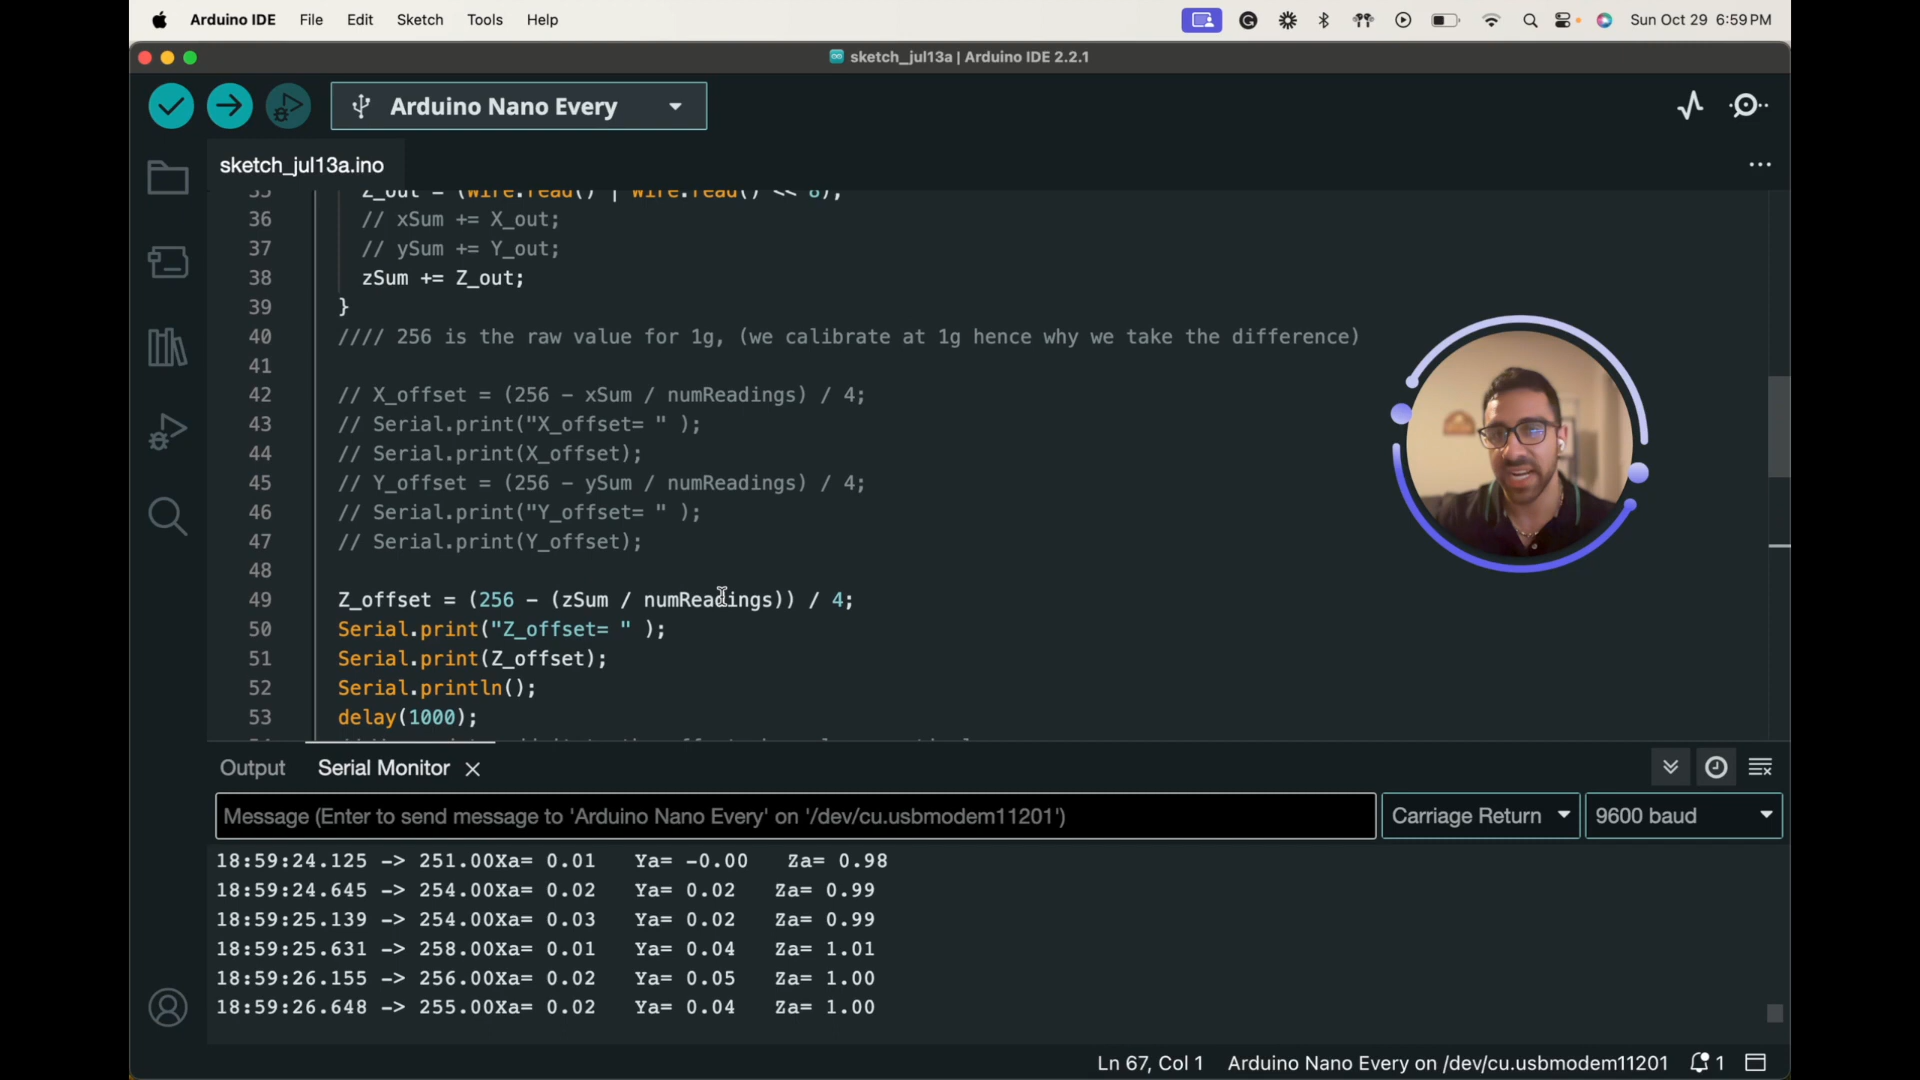 Arduino IDE File Edit Sketch Tools Help Sun Oct 29 6:59 PM
sketch_jul13a | Arduino IDE 2.2.1
Arduino Nano Every
sketch_jul13a.ino
35 Z_out = (Wire.read() | Wire.read() << 8);
36 // xSum += X_out;
37 // ySum += Y_out;
38 zSum += Z_out;
39 }
40 //// 256 is the raw value for 1g, (we calibrate at 1g hence why we take the difference)
41
42 // X_offset = (256 - xSum / numReadings) / 4;
43 // Serial.print("X_offset= " );
44 // Serial.print(X_offset);
45 // Y_offset = (256 - ySum / numReadings) / 4;
46 // Serial.print("Y_offset= " );
47 // Serial.print(Y_offset);
48
49 Z_offset = (256 - (zSum / numReadings)) / 4;
50 Serial.print("Z_offset= " );
51 Serial.print(Z_offset);
52 Serial.println();
53 delay(1000);
Output Serial Monitor
Message (Enter to send message to 'Arduino Nano Every' on '/dev/cu.usbmodem11201') Carriage Return 9600 baud
18:59:24.125 -> 251.00Xa= 0.01 Ya= -0.00 Za= 0.98
18:59:24.645 -> 254.00Xa= 0.02 Ya= 0.02 Za= 0.99
18:59:25.139 -> 254.00Xa= 0.03 Ya= 0.02 Za= 0.99
18:59:25.631 -> 258.00Xa= 0.01 Ya= 0.04 Za= 1.01
18:59:26.155 -> 256.00Xa= 0.02 Ya= 0.05 Za= 1.00
18:59:26.648 -> 255.00Xa= 0.02 Ya= 0.04 Za= 1.00
Ln 67, Col 1 Arduino Nano Every on /dev/cu.usbmodem11201 1